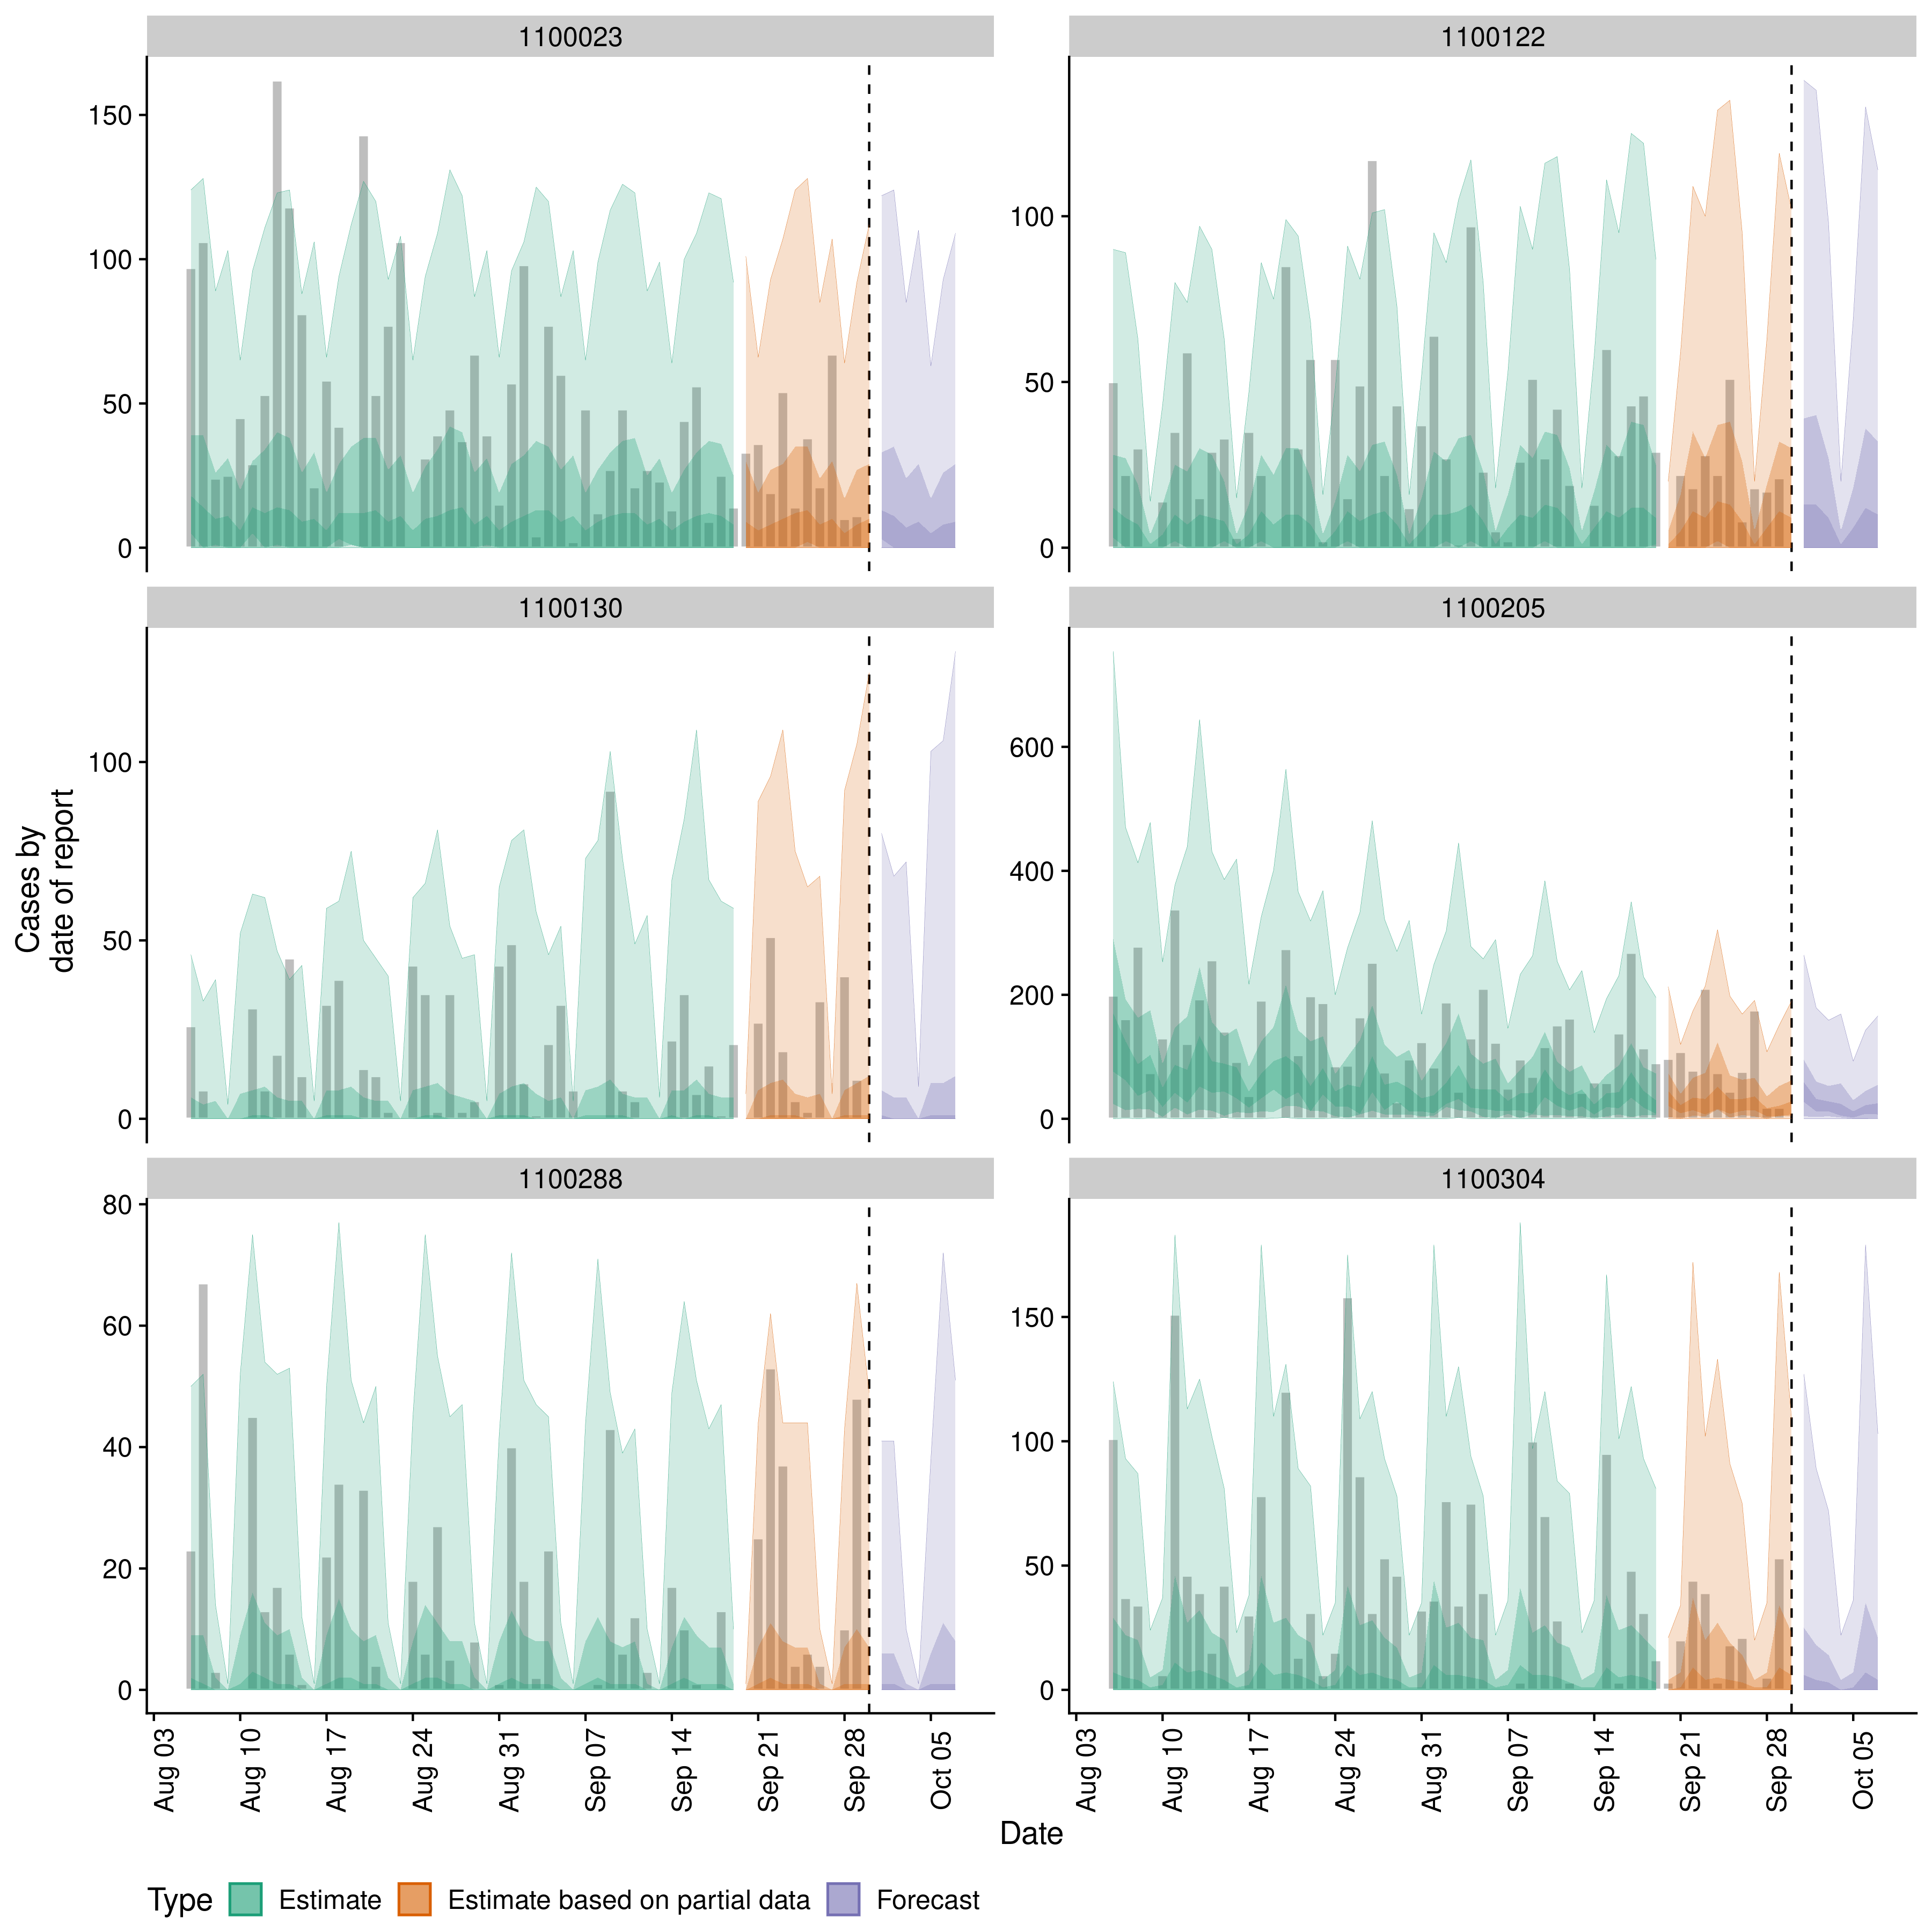 1100023
1100122
150
100
50
0
100
50
0
1100130
1100205
100
50
0
600
400
200
0
1100288
1100304
80
60
40
20
0
150
100
50
0
Cases by
date of report
Aug 03
Aug 10
Aug 17
Aug 24
Aug 31
Sep 07
Sep 14
Sep 21
Sep 28
Oct 05
Aug 03
Aug 10
Aug 17
Aug 24
Aug 31
Sep 07
Sep 14
Sep 21
Sep 28
Oct 05
Date
Type Estimate Estimate based on partial data Forecast